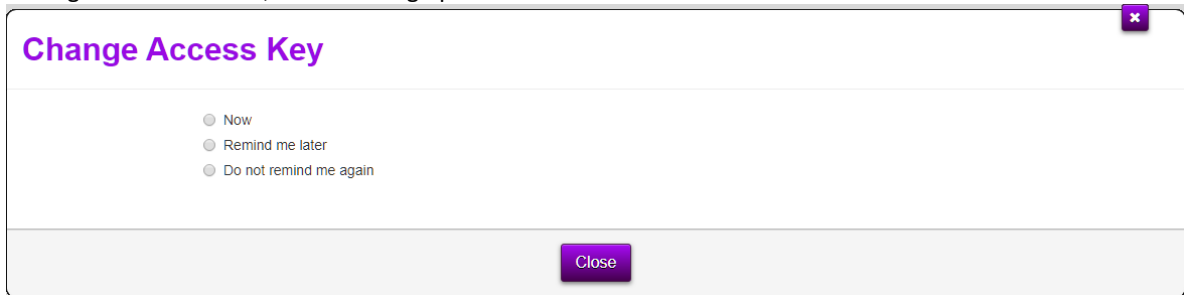 Change Access Key
Now
Remind me later
Do not remind me again
Close